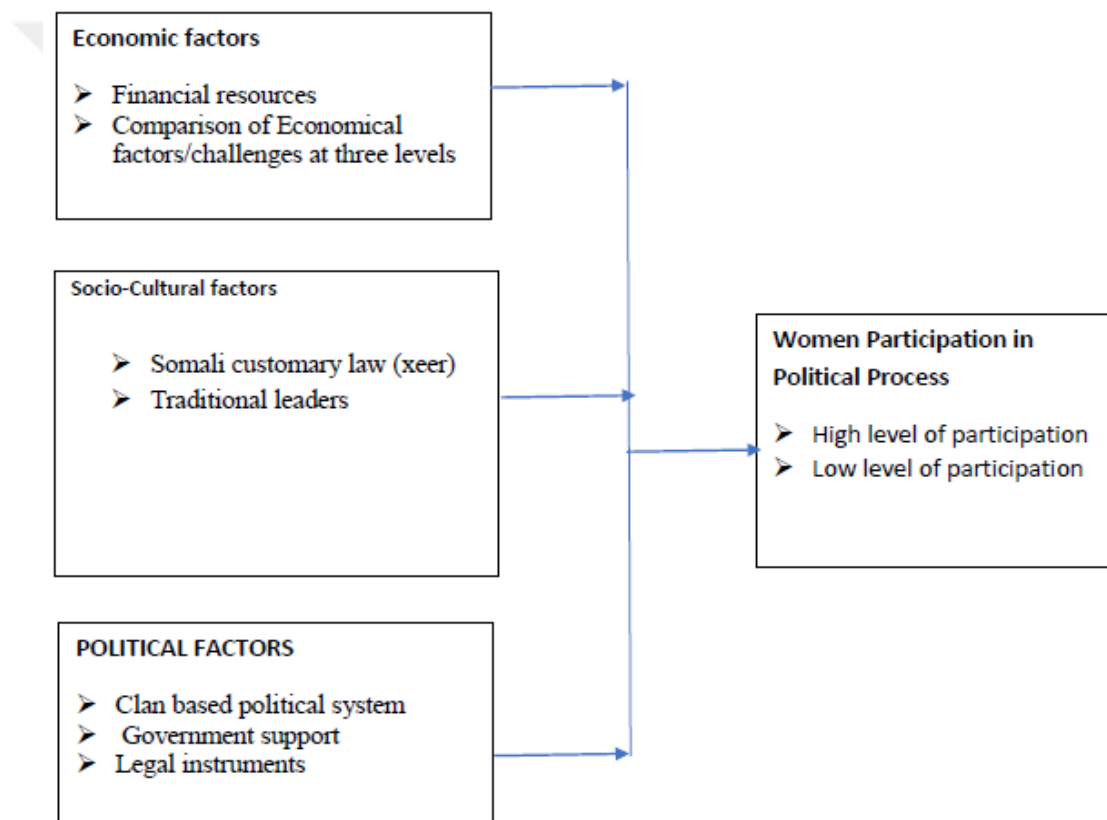 Economic factors
➢ Financial resources
➢ Comparison of Economical
factors/challenges at three levels
Socio-Cultural factors
➢ Somali customary law (xeer)
➢ Traditional leaders
POLITICAL FACTORS
➢ Clan based political system
➢ Government support
➢ Legal instruments
Women Participation in
Political Process
➢ High level of participation
➢ Low level of participation